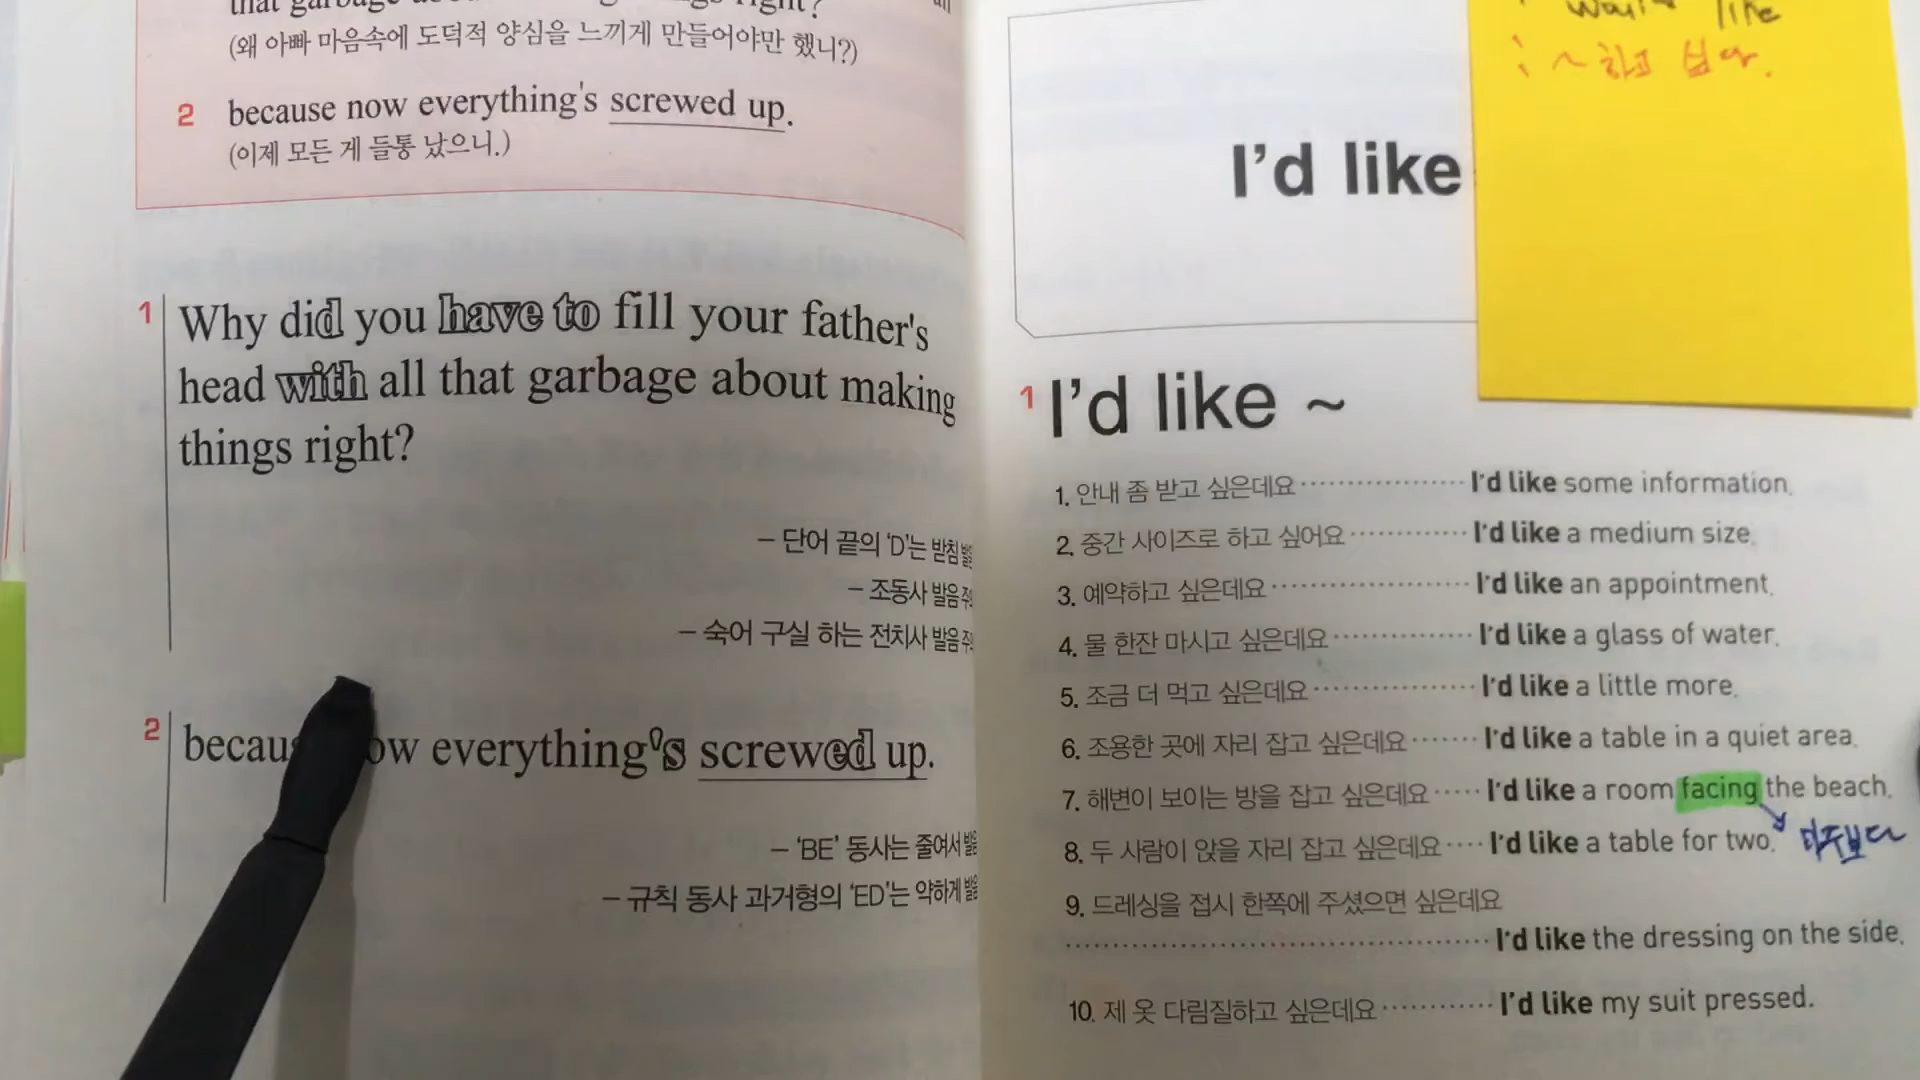 that garbage about making things right?
(왜 아빠 마음속에 도덕적 양심을 느끼게 만들어야만 했니?)
2 because now everything's screwed up.
(이제 모든 게 들통 났으니.)
1 Why did you have to fill your father's
head with all that garbage about making
things right?
– 단어 끝의 'D'는 받침
– 조동사 발음
– 숙어 구실 하는 전치사 발음
2 everything's screwed up.
– 'BE' 동사는 줄여서
– 규칙 동사 과거형의 'ED'는 약하게
would like
: ~하고 싶다.
I'd like
1 I'd like ~
1. 안내 좀 받고 싶은데요 I'd like some information.
2. 중간 사이즈로 하고 싶어요 I'd like a medium size.
3. 예약하고 싶은데요 I'd like an appointment.
4. 물 한잔 마시고 싶은데요 I'd like a glass of water.
5. 조금 더 먹고 싶은데요 I'd like a little more.
6. 조용한 곳에 자리 잡고 싶은데요 I'd like a table in a quiet area.
7. 해변이 보이는 방을 잡고 싶은데요 I'd like a room facing the beach.
8. 두 사람이 앉을 자리 잡고 싶은데요 I'd like a table for two. 마주보다
9. 드레싱을 접시 한쪽에 주셨으면 싶은데요
I'd like the dressing on the side.
10. 제 옷 다림질하고 싶은데요 I'd like my suit pressed.